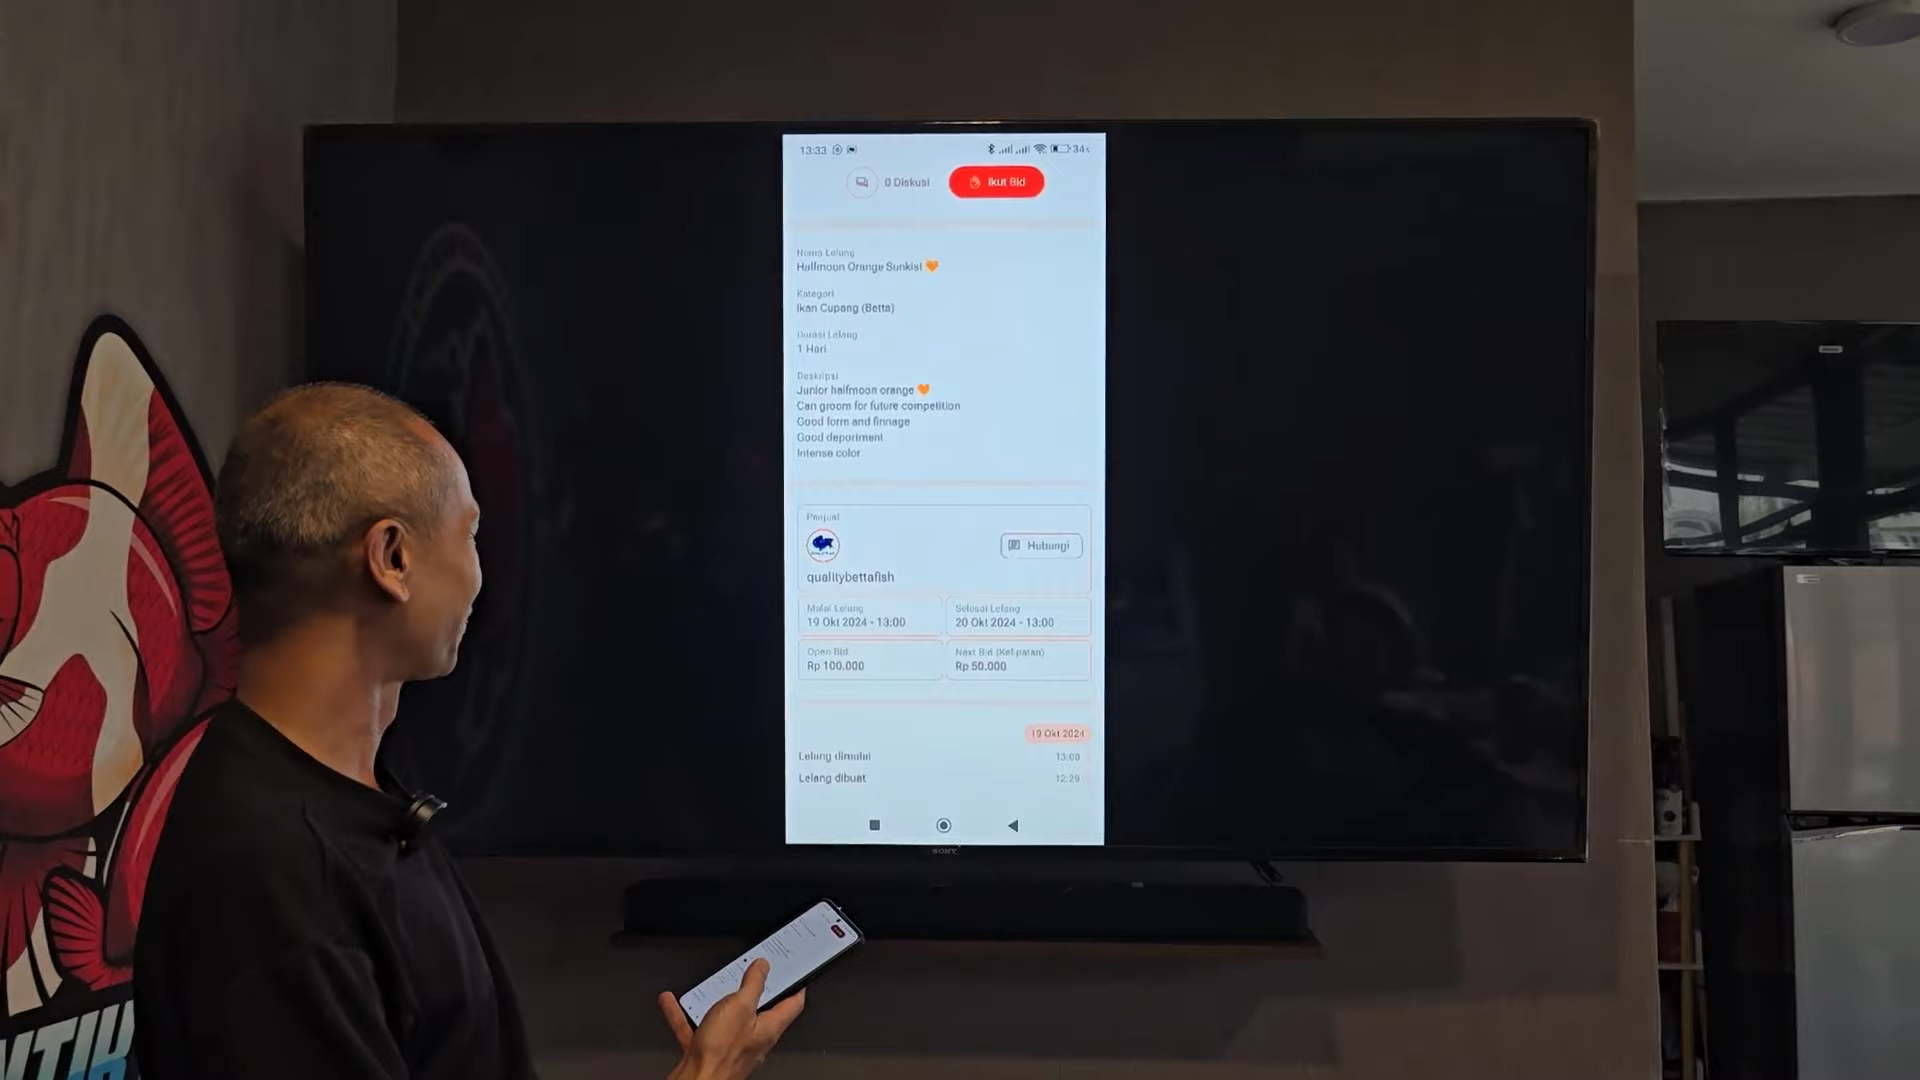 13:33
34%
0 Diskusi
Ikut Bid
Nama Lelang
Halfmoon Orange Sunkist 🧡
Kategori
Ikan Cupang (Betta)
Durasi Lelang
1 Hari
Deskripsi
Junior halfmoon orange 🧡
Can groom for future competition
Good form and finnage
Good deportment
Intense color
Penjual
Hubungi
qualitybettafish
Mulai Lelang
19 Okt 2024 - 13:00
Selesai Lelang
20 Okt 2024 - 13:00
Open Bid
Rp 100.000
Next Bid (Kelipatan)
Rp 50.000
19 Okt 2024
Lelang dimulai
13:00
Lelang dibuat
12:29
SONY